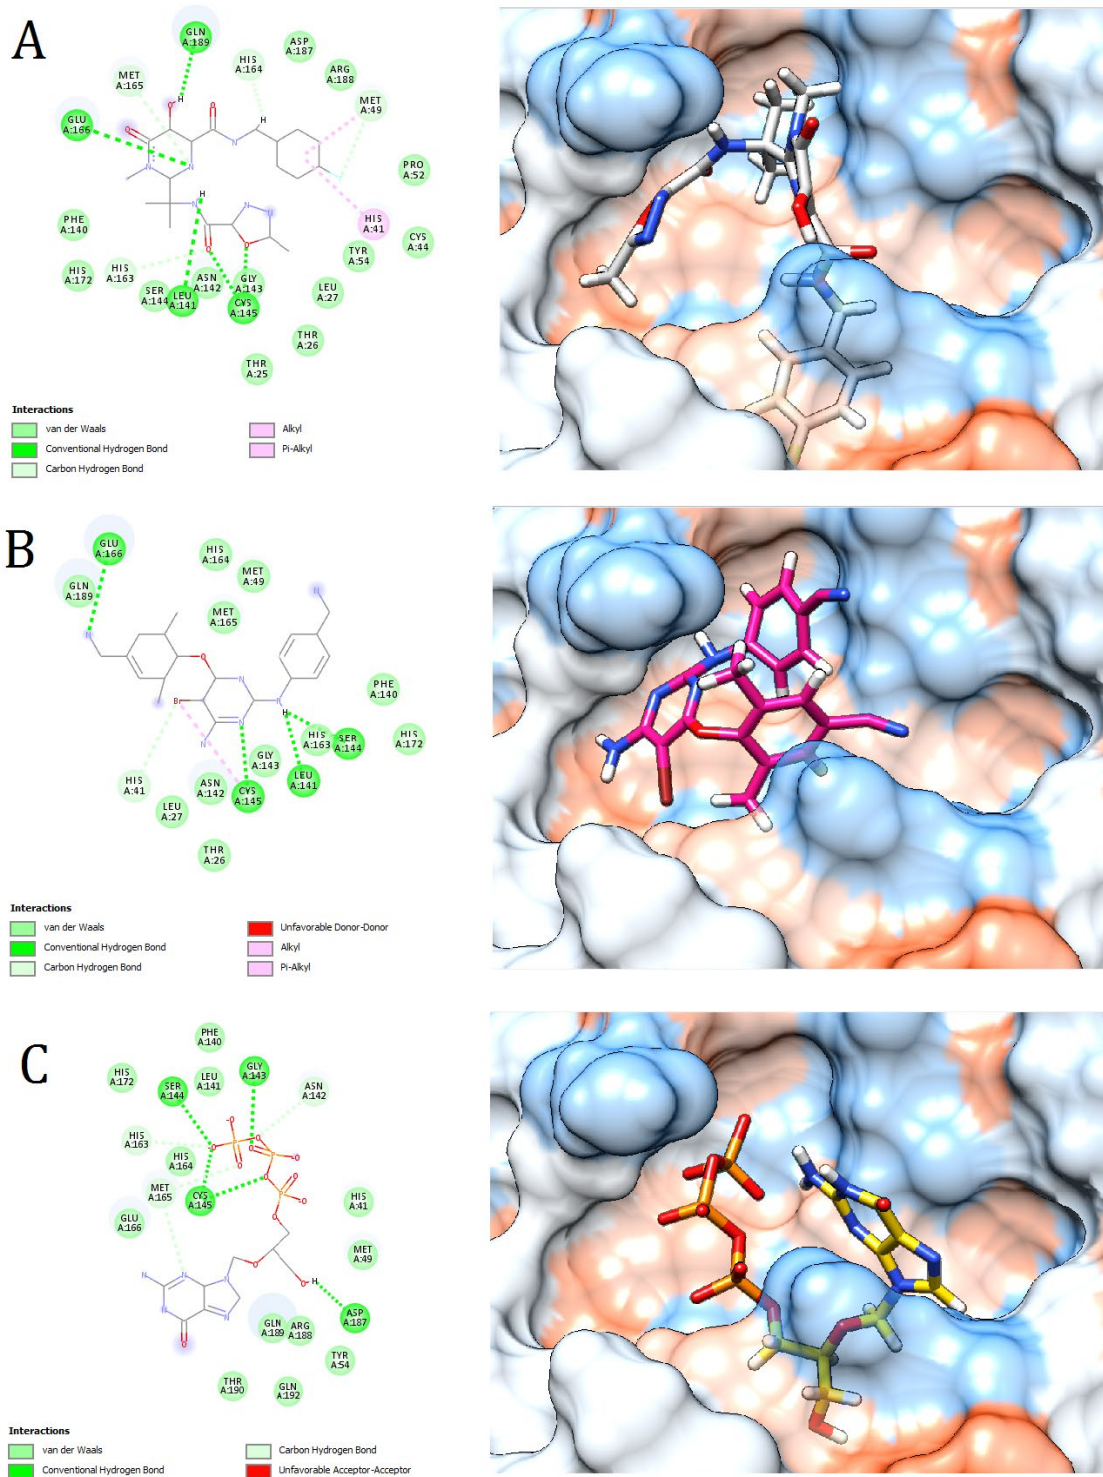 A
GLN
A:189
ASP
A:187
HIS
A:164
ARG
A:188
MET
A:165
MET
A:49
GLU
A:166
H
O
O
O
H
N
N
N
PRO
A:52
H
N
N
N
O
O
PHE
A:140
HIS
A:41
CYS
A:44
TYR
A:54
HIS
A:172
HIS
A:163
ASN
A:142
GLY
A:143
SER
A:144
LEU
A:141
CYS
A:145
LEU
A:27
THR
A:26
THR
A:25
Interactions
van der Waals
Conventional Hydrogen Bond
Carbon Hydrogen Bond
Alkyl
Pi-Alkyl
B
GLU
A:166
HIS
A:164
MET
A:49
GLN
A:189
MET
A:165
N
N
O
N
Br
N
N
H
N
PHE
A:140
HIS
A:163
SER
A:144
HIS
A:172
GLY
A:143
HIS
A:41
ASN
A:142
LEU
A:141
CYS
A:145
LEU
A:27
THR
A:26
Interactions
van der Waals
Conventional Hydrogen Bond
Carbon Hydrogen Bond
Unfavorable Donor-Donor
Alkyl
Pi-Alkyl
C
PHE
A:140
HIS
A:172
LEU
A:141
GLY
A:143
SER
A:144
ASN
A:142
HIS
A:163
HIS
A:164
MET
A:165
CYS
A:145
HIS
A:41
GLU
A:166
MET
A:49
ASP
A:187
GLN
A:189
ARG
A:188
TYR
A:54
THR
A:190
GLN
A:192
van der Waals
Conventional Hydrogen Bond
Carbon Hydrogen Bond
Unfavorable Acceptor-Acceptor